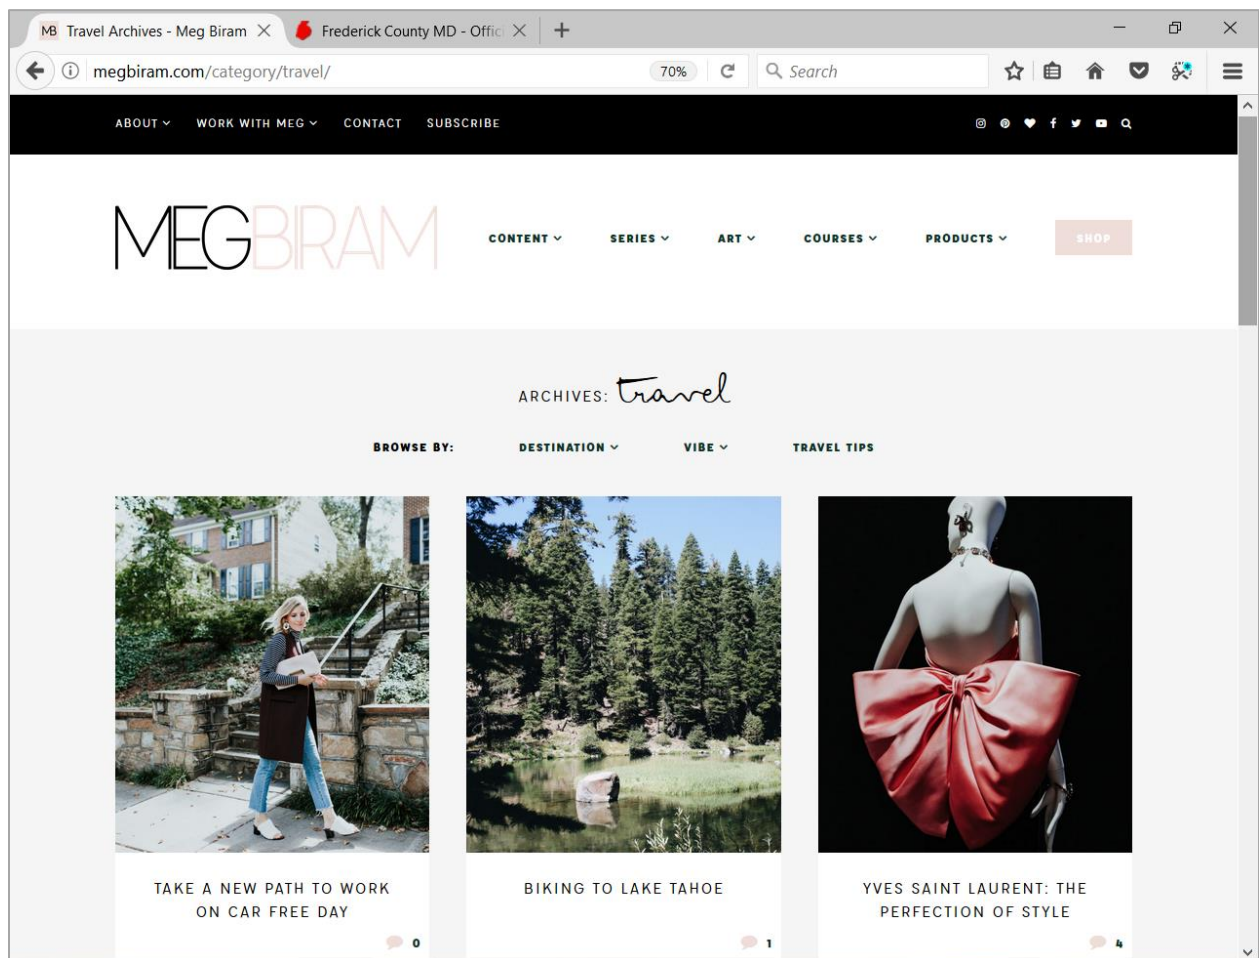 MB Travel Archives - Meg Biram
Frederick County MD - Offic
megbiram.com/category/travel/
70%
Search
ABOUT
WORK WITH MEG
CONTACT
SUBSCRIBE
MEGBIRAM
CONTENT
SERIES
ART
COURSES
PRODUCTS
SHOP
ARCHIVES: travel
BROWSE BY:
DESTINATION
VIBE
TRAVEL TIPS
TAKE A NEW PATH TO WORK
ON CAR FREE DAY
0
BIKING TO LAKE TAHOE
1
YVES SAINT LAURENT: THE
PERFECTION OF STYLE
4